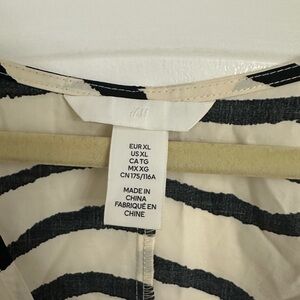 H&M
EUR XL
US XL
CA TG
MX XG
CN 175/116A
MADE IN
CHINA
FABRIQUÉ EN
CHINE